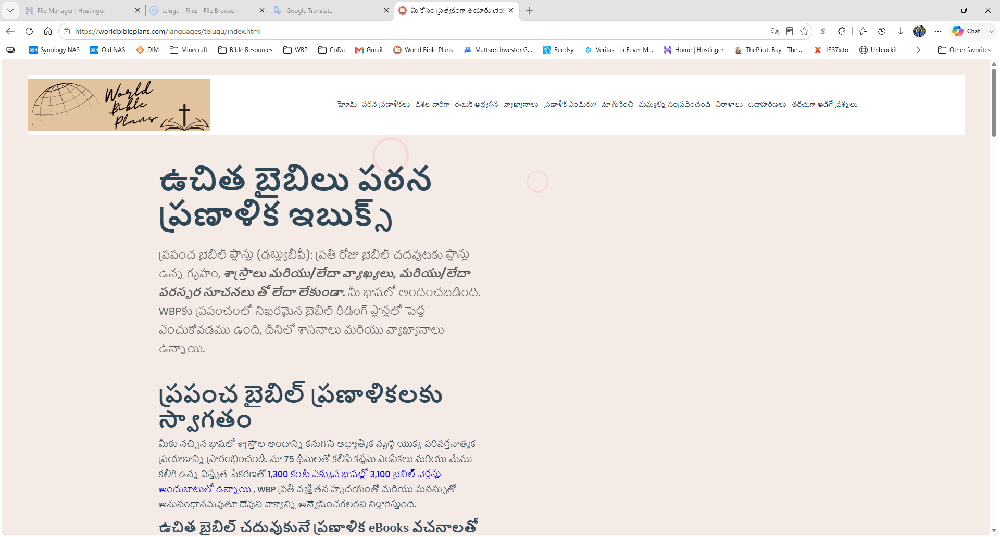 File Manager | Hostinger
telugu - Files - File Browser
Google Translate
మీ కోసం ప్రత్యేకంగా తయారు చేయ
https://worldbibleplans.com/languages/telugu/index.html
Chat
Synology NAS
Old NAS
DIM
Minecraft
Bible Resources
WBP
CoDa
Gmail
World Bible Plans
Mattson Investor G...
Reedsy
Veritas - LeFever M...
Home | Hostinger
ThePirateBay - The...
1337x.to
Unblockit
Other favorites
World
Bible
Plans
హెూమ్ పఠన ప్రణాళికలు దశల వారీగా ఈబుక్ అభ్యర్థన వ్యాఖ్యానాలు ప్రణాళిక ఎందుకు? మా గురించి మమ్మల్ని సంప్రదించండి విరాళాలు ఉదాహరణలు తరచుగా అడిగే ప్రశ్నలు
ఉచిత బైబిలు పఠన
ప్రణాళిక ఇబుక్స్
ప్రపంచ బైబిల్ ప్లాన్లు (డబ్ల్యుబీపీ): ప్రతి రోజు బైబిల్ చదవుటకు ప్లాన్లు
ఉన్న గృహం, శాస్త్రాలు మరియు/లేదా వ్యాఖ్యలు, మరియు/లేదా
పరస్పర సూచనలు తో లేదా లేకుండా. మీ భాషలో అందించబడింది.
WBPకు ప్రపంచంలో నిఖరమైన బైబిల్ రీడింగ్ ప్లాన్లలో పెద్ద
ఎంచుకోవడము ఉంది, దీనిలో శాసనాలు మరియు వ్యాఖ్యానాలు
ఉన్నాయి.
ప్రపంచ బైబిల్ ప్రణాళికలకు
స్వాగతం
మీకు నచ్చిన భాషలో శాస్త్రాల అందాన్ని కనుగొని ఆధ్యాత్మిక వృద్ధి యొక్క పరివర్తనాత్మక
ప్రయాణాన్ని ప్రారంభించండి. మా 75 థీమ్‌లతో కలిపి కస్టమ్ ఎంపికలు మరియు మేము
కలిగి ఉన్న విస్తృత సేకరణతో 1,300 కంటే ఎక్కువ భాషల్లో 3,100 బైబిల్ వెర్షన్లు
అందుబాటులో ఉన్నాయి , WBP ప్రతి వ్యక్తి తన హృదయంతో మరియు మనస్సుతో
అనుసంధానమవుతూ దేవుని వాక్యాన్ని అన్వేషించగలరని నిర్ధారిస్తుంది.
ఉచిత బైబిల్ చదువుకునే ప్రణాళిక eBooks వచనాలతో